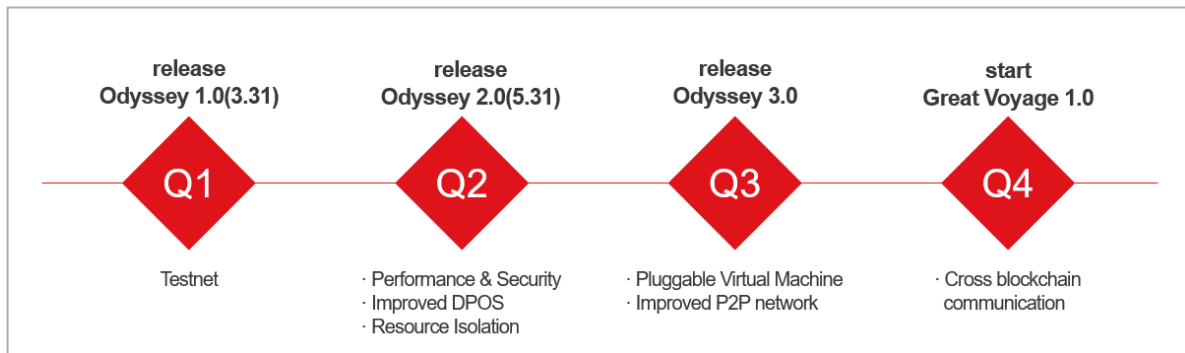 release
Odyssey 1.0(3.31)
release
Odyssey 2.0(5.31)
release
Odyssey 3.0
start
Great Voyage 1.0
Q1
Q2
Q3
Q4
Testnet
· Performance & Security
· Improved DPOS
· Resource Isolation
· Pluggable Virtual Machine
· Improved P2P network
· Cross blockchain
communication